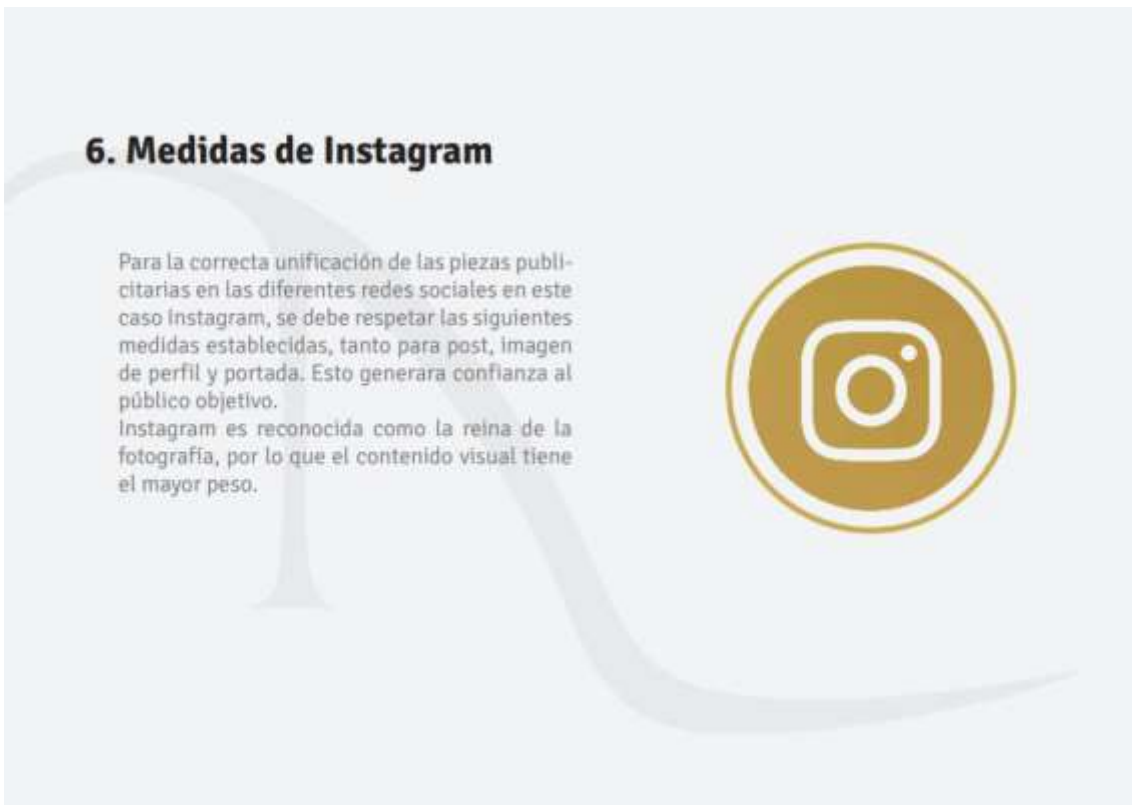 6. Medidas de Instagram
Para la correcta unificación de las piezas publi-
citarias en las diferentes redes sociales en este
caso Instagram, se debe respetar las siguientes
medidas establecidas, tanto para post, imagen
de perfil y portada. Esto generara confianza al
público objetivo.
Instagram es reconocida como la reina de la
fotografía, por lo que el contenido visual tiene
el mayor peso.